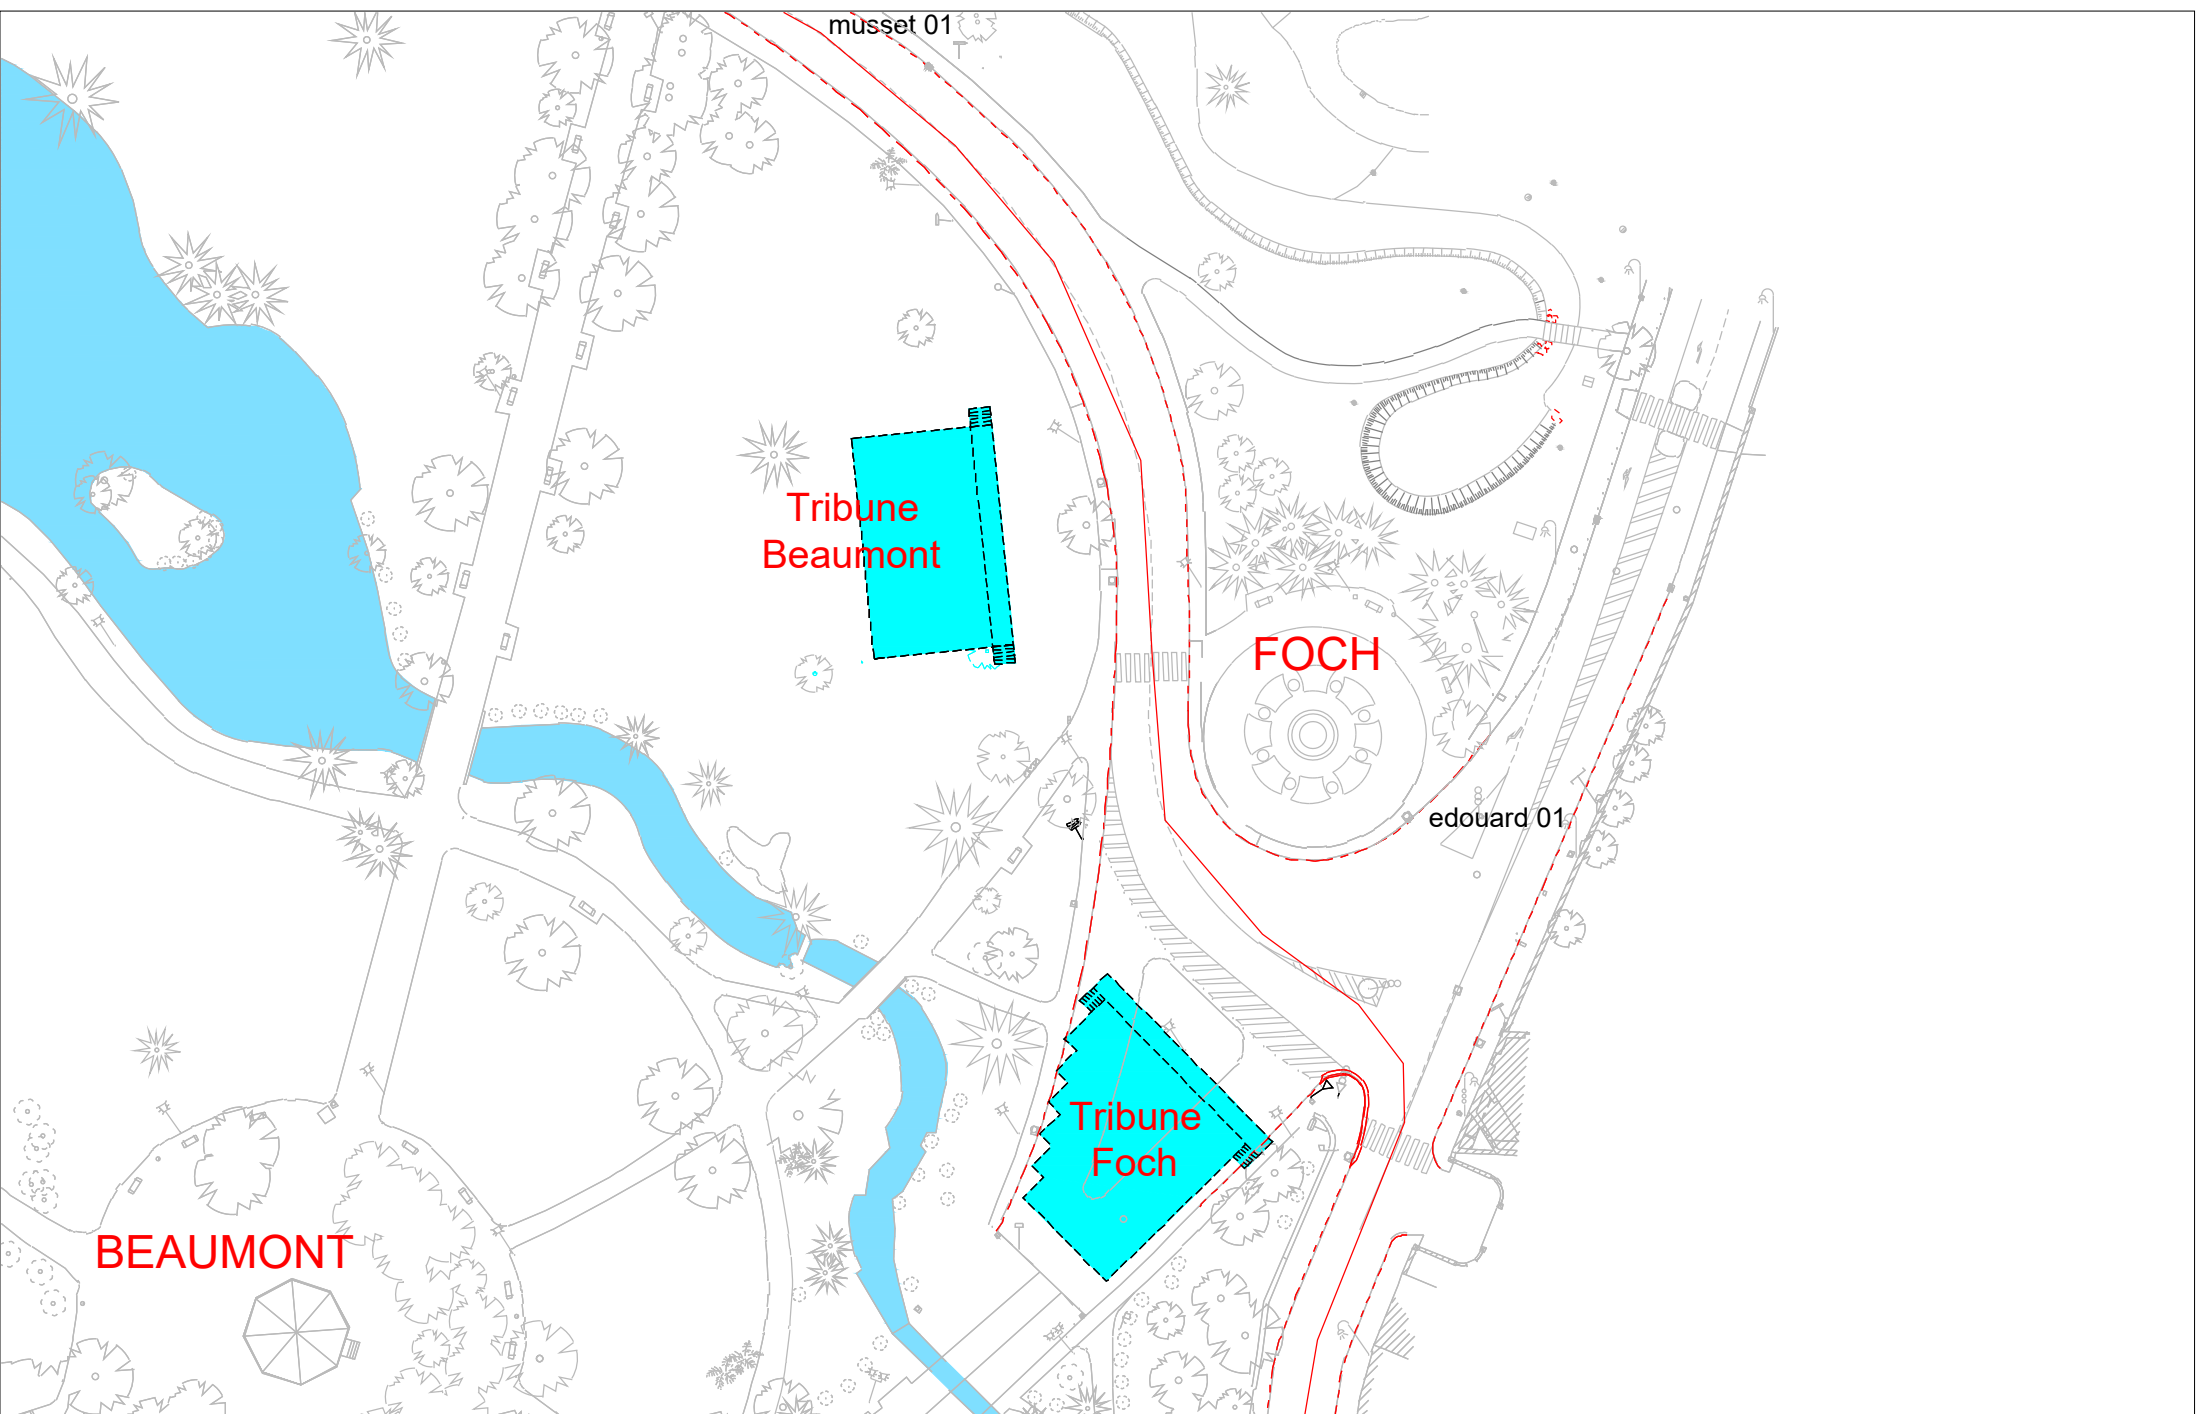 musset 01
Tribune
Beaumont
FOCH
edouard 01
Tribune
Foch
BEAUMONT